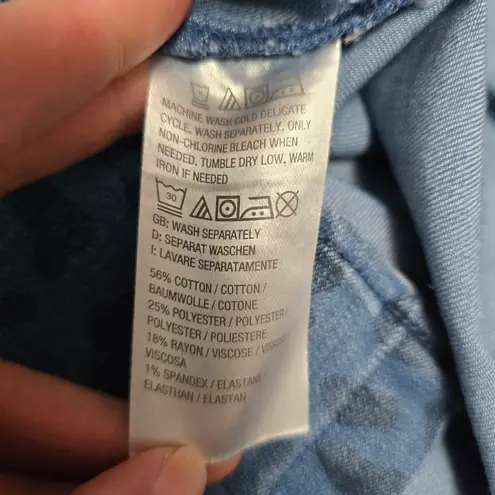 MACHINE WASH COLD DELICATE
CYCLE. WASH SEPARATELY. ONLY
NON-CHLORINE BLEACH WHEN
NEEDED. TUMBLE DRY LOW. WARM
IRON IF NEEDED
30
GB: WASH SEPARATELY
D: SEPARAT WASCHEN
I: LAVARE SEPARATAMENTE
56% COTTON / COTTON /
BAUMWOLLE / COTONE
25% POLYESTER / POLYESTER /
POLYESTER / POLIESTERE
18% RAYON / VISCOSE /
VISCOSA
1% SPANDEX / ELASTANE
ELASTHAN / ELASTAN